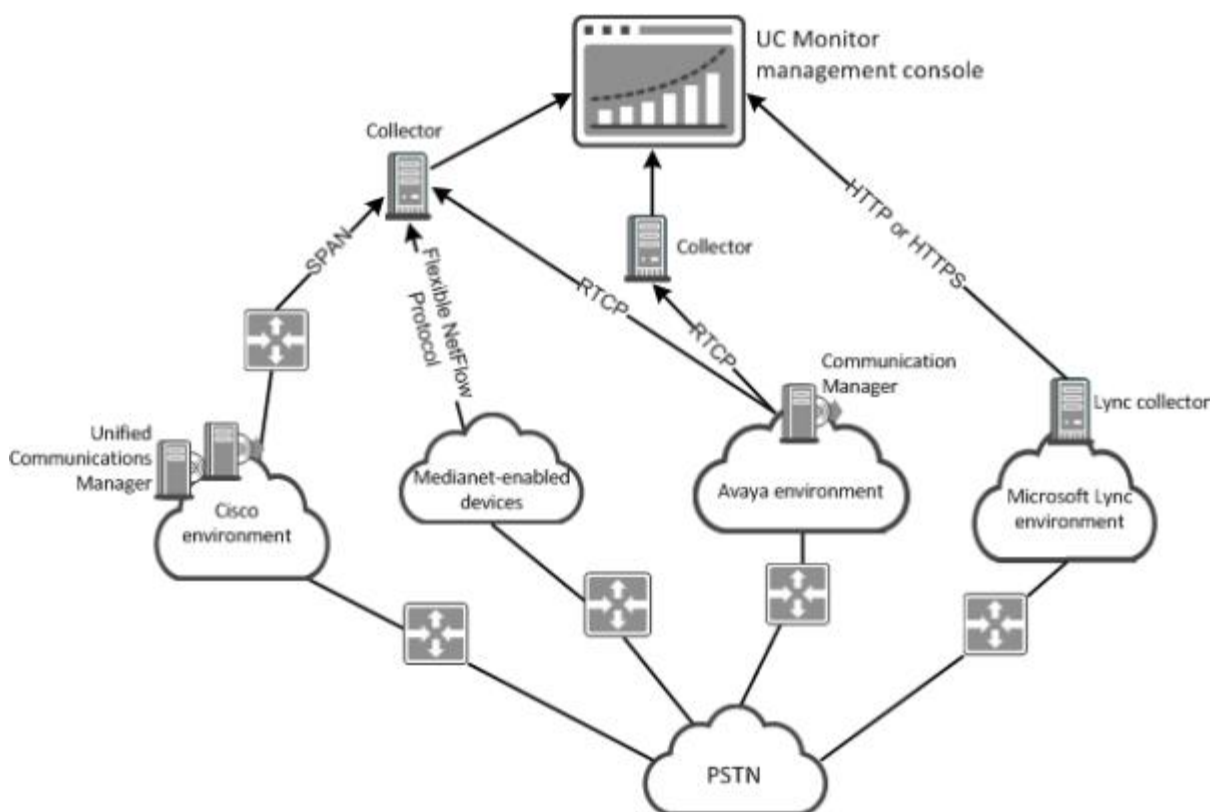 UC Monitor
management console
Collector
Collector
SPAN
Flexible NetFlow
Protocol
RTCP
RTCP
HTTP or HTTPS
Communication
Manager
Lync collector
Unified
Communications
Manager
Cisco
environment
Medianet-enabled
devices
Avaya environment
Microsoft Lync
environment
PSTN